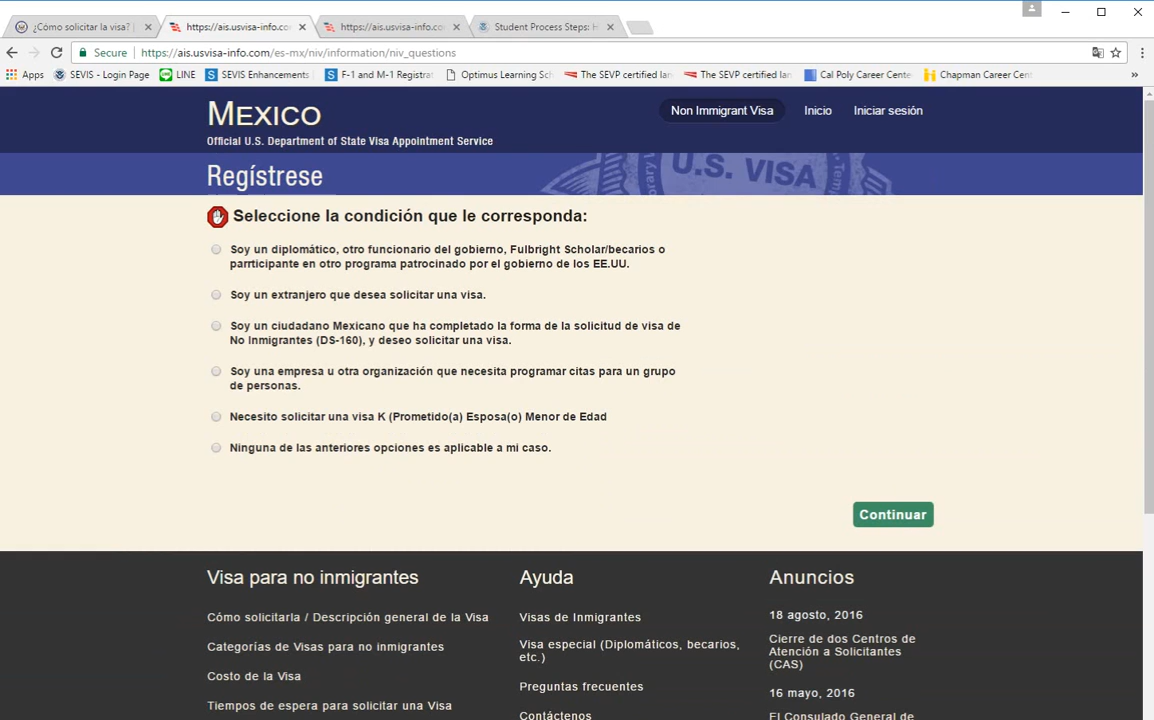 ¿Cómo solicitar la visa? |
https://ais.usvisa-info.co
https://ais.usvisa-info.co
Student Process Steps: H
Secure
https://ais.usvisa-info.com/es-mx/niv/information/niv_questions
Apps
SEVIS - Login Page
LINE
SEVIS Enhancements
F-1 and M-1 Registrat
Optimus Learning Sch
The SEVP certified lan
The SEVP certified lan
Cal Poly Career Center
Chapman Career Cent
»
MEXICO
Official U.S. Department of State Visa Appointment Service
Non Immigrant Visa
Inicio
Iniciar sesión
Regístrese
U.S. VISA
Seleccione la condición que le corresponda:
Soy un diplomático, otro funcionario del gobierno, Fulbright Scholar/becarios o
parrticipante en otro programa patrocinado por el gobierno de los EE.UU.
Soy un extranjero que desea solicitar una visa.
Soy un ciudadano Mexicano que ha completado la forma de la solicitud de visa de
No Inmigrantes (DS-160), y deseo solicitar una visa.
Soy una empresa u otra organización que necesita programar citas para un grupo
de personas.
Necesito solicitar una visa K (Prometido(a) Esposa(o) Menor de Edad
Ninguna de las anteriores opciones es aplicable a mi caso.
Continuar
Visa para no inmigrantes
Cómo solicitarla / Descripción general de la Visa
Categorías de Visas para no inmigrantes
Costo de la Visa
Tiempos de espera para solicitar una Visa
Ayuda
Visas de Inmigrantes
Visa especial (Diplomáticos, becarios,
etc.)
Preguntas frecuentes
Contáctenos
Anuncios
18 agosto, 2016
Cierre de dos Centros de
Atención a Solicitantes
(CAS)
16 mayo, 2016
El Consulado General de